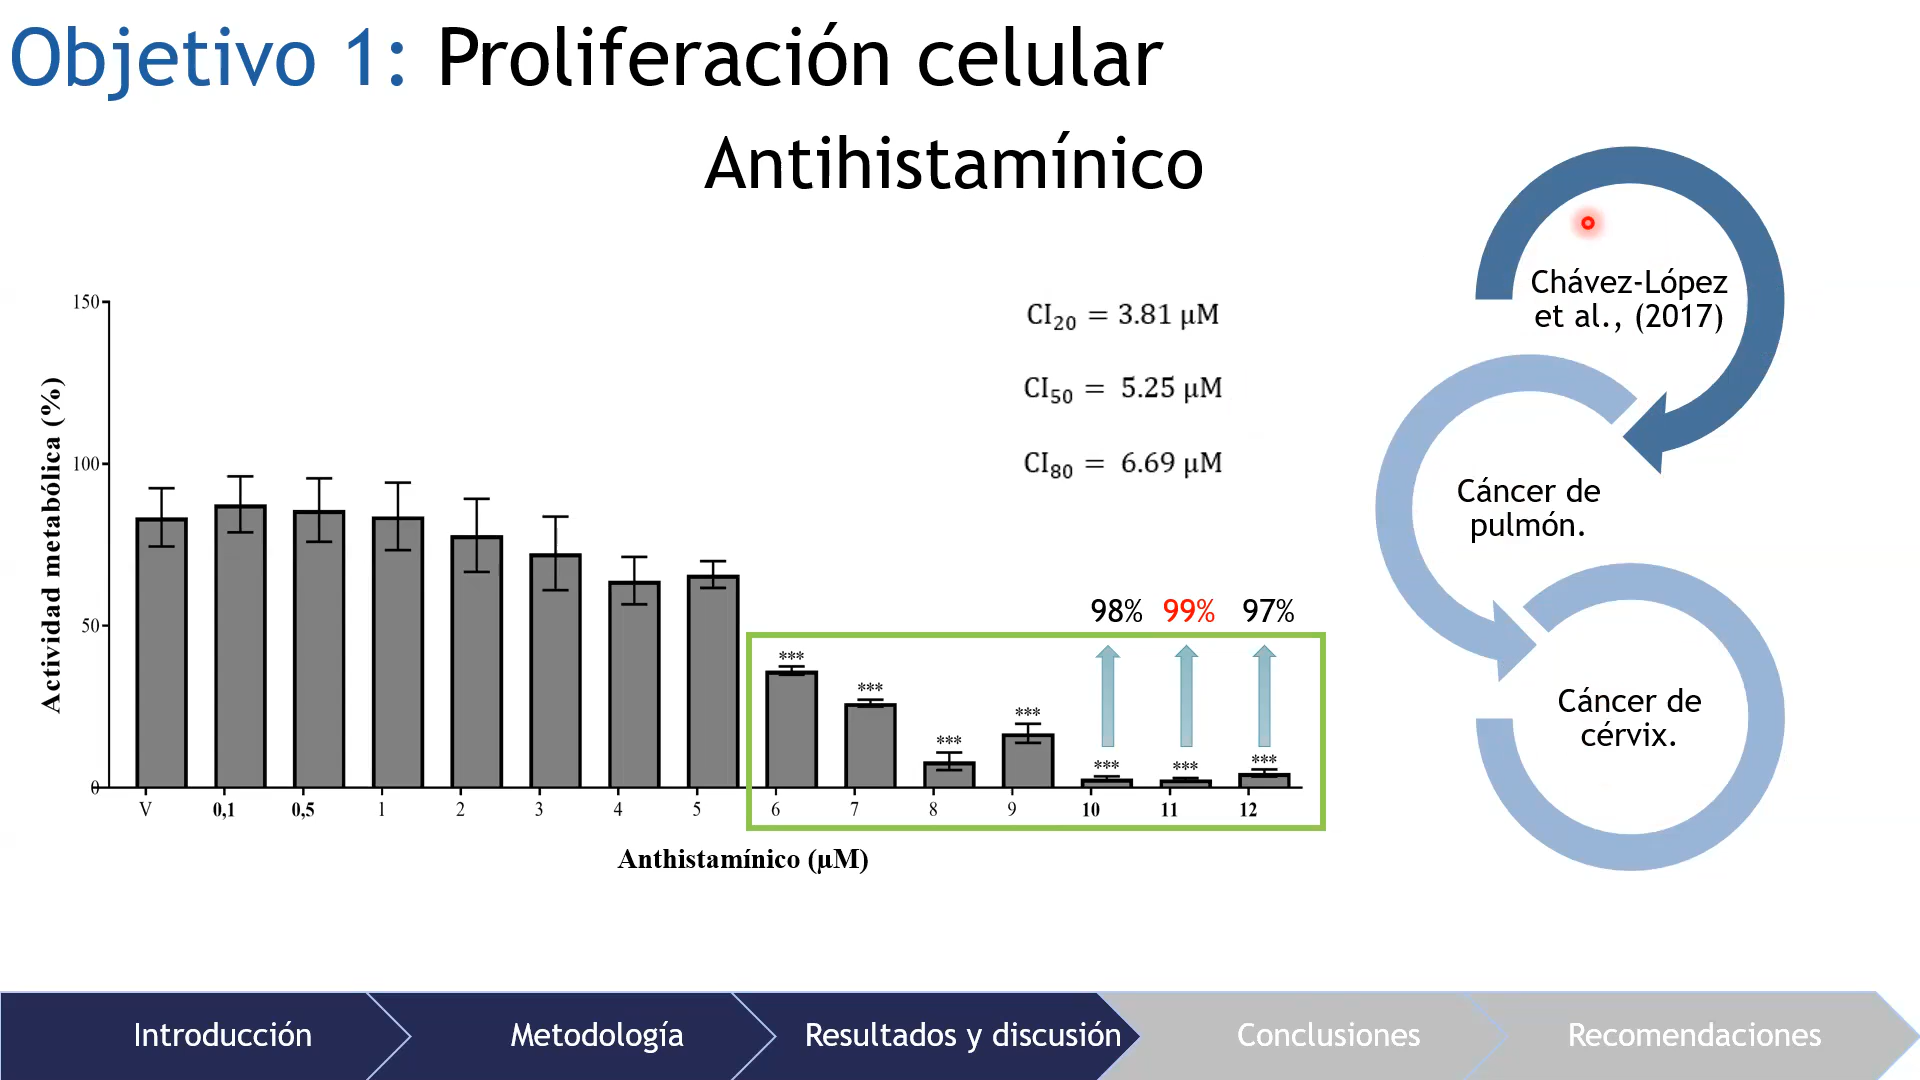 Objetivo 1: Proliferación celular
Antihistamínico
CI20 = 3.81 µM
CI50 = 5.25 µM
CI80 = 6.69 µM
Actividad metabólica (%)
150
100
50
0
98% 99% 97%
***
***
***
***
***
***
***
V 0,1 0,5 1 2 3 4 5 6 7 8 9 10 11 12
Anthistamínico (µM)
Chávez-López
et al., (2017)
Cáncer de
pulmón.
Cáncer de
cérvix.
Introducción
Metodología
Resultados y discusión
Conclusiones
Recomendaciones